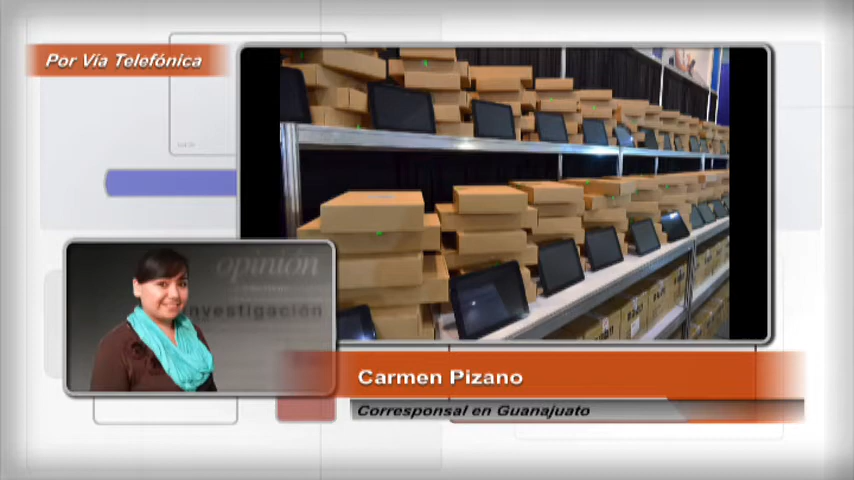 Por Vía Telefónica
opinión
investigación
Carmen Pizano
Corresponsal en Guanajuato